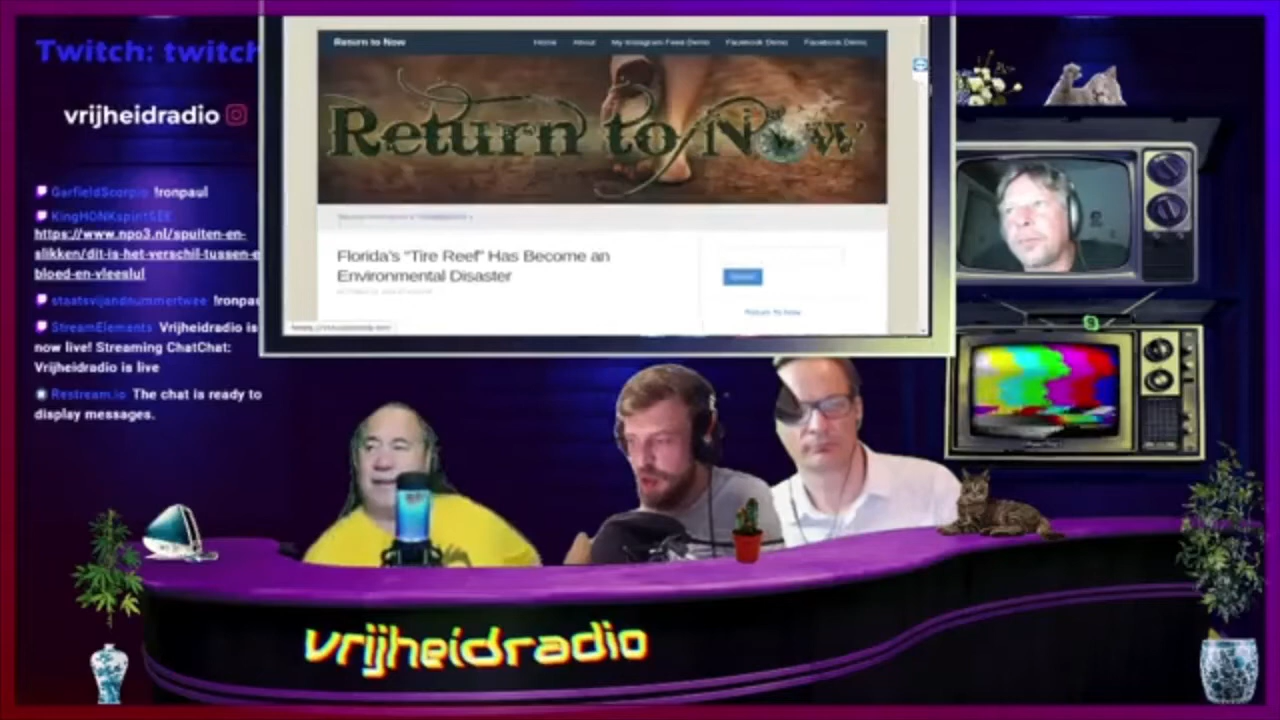 Twitch: twitch
vrijheidradio
GarfieldScorpio !ronpaul
KingHONKspiritSEE
https://www.npo3.nl/spuiten-en-
slikken/dit-is-het-verschil-tussen-e
bloed-en-vleeslul
staatsvijandnummertwee !ronpau
StreamElements Vrijheidradio is
now live! Streaming ChatChat:
Vrijheidradio is live
Restream.io The chat is ready to
display messages.
Return to Now
Home About My Instagram Feed Demo Facebook Demo Facebook Demo
Return to Now
Florida's "Tire Reef" Has Become an
Environmental Disaster
Return To Now
vrijheidradio